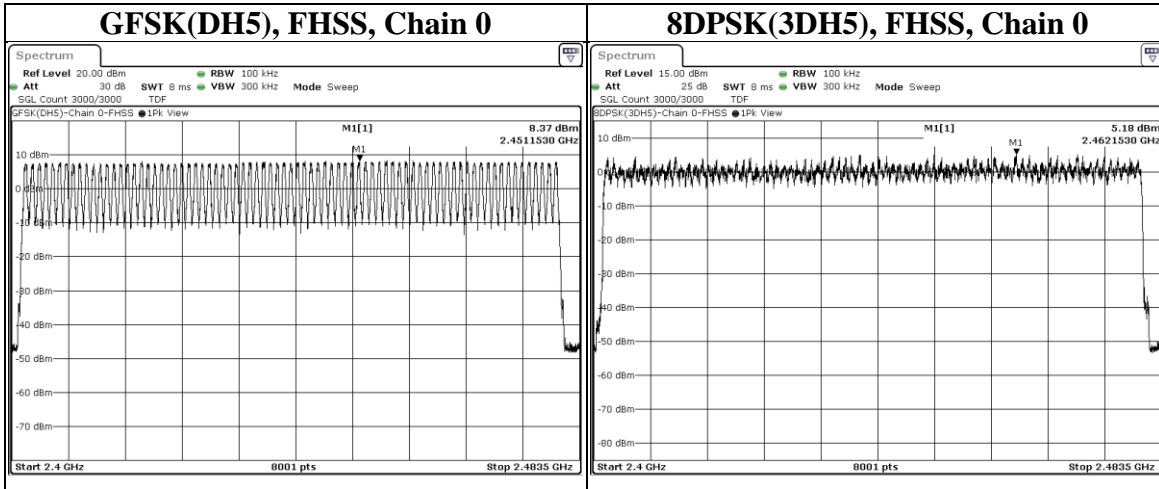 GFSK(DH5), FHSS, Chain 0
Spectrum
Ref Level 20.00 dBm RBW 100 kHz
Att 30 dB SWT 8 ms VBW 300 kHz Mode Sweep
SGL Count 3000/3000 TDF
GFSK(DH5)-Chain 0-FHSS 1Pk View
M1[1] 8.37 dBm
2.4511530 GHz
M1
10 dBm
0 dBm
-10 dBm
-20 dBm
-30 dBm
-40 dBm
-50 dBm
-60 dBm
-70 dBm
Start 2.4 GHz 8001 pts Stop 2.4835 GHz
8DPSK(3DH5), FHSS, Chain 0
Spectrum
Ref Level 15.00 dBm RBW 100 kHz
Att 25 dB SWT 8 ms VBW 300 kHz Mode Sweep
SGL Count 3000/3000 TDF
8DPSK(3DH5)-Chain 0-FHSS 1Pk View
M1[1] 5.18 dBm
2.4621530 GHz
M1
10 dBm
0
-10 dBm
-20 dBm
-30 dBm
-40 dBm
-50 dBm
-60 dBm
-70 dBm
-80 dBm
Start 2.4 GHz 8001 pts Stop 2.4835 GHz